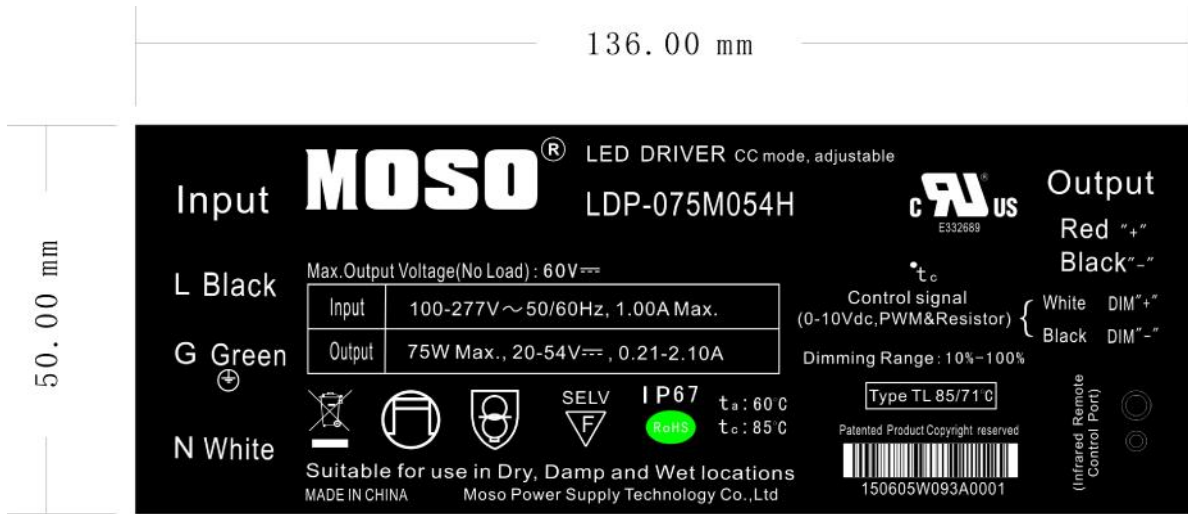 136.00 mm
50.00 mm
Input
L Black
G Green
N White
MOSO®
LED DRIVER CC mode, adjustable
LDP-075M054H
Max.Output Voltage(No Load) : 60V⎓
Input 100-277V～50/60Hz, 1.00A Max.
Output 75W Max., 20-54V⎓, 0.21-2.10A
SELV
F
IP67
RoHS
ta:60℃
tc:85℃
Suitable for use in Dry, Damp and Wet locations
MADE IN CHINA Moso Power Supply Technology Co.,Ltd
c RU® US
E332689
tc
Control signal
(0-10Vdc,PWM&Resistor)
Dimming Range: 10%-100%
Type TL 85/71℃
Patented Product Copyright reserved
150605W093A0001
Output
Red "+"
Black"-"
White DIM"+"
Black DIM"-"
(Infrared Remote
Control Port)